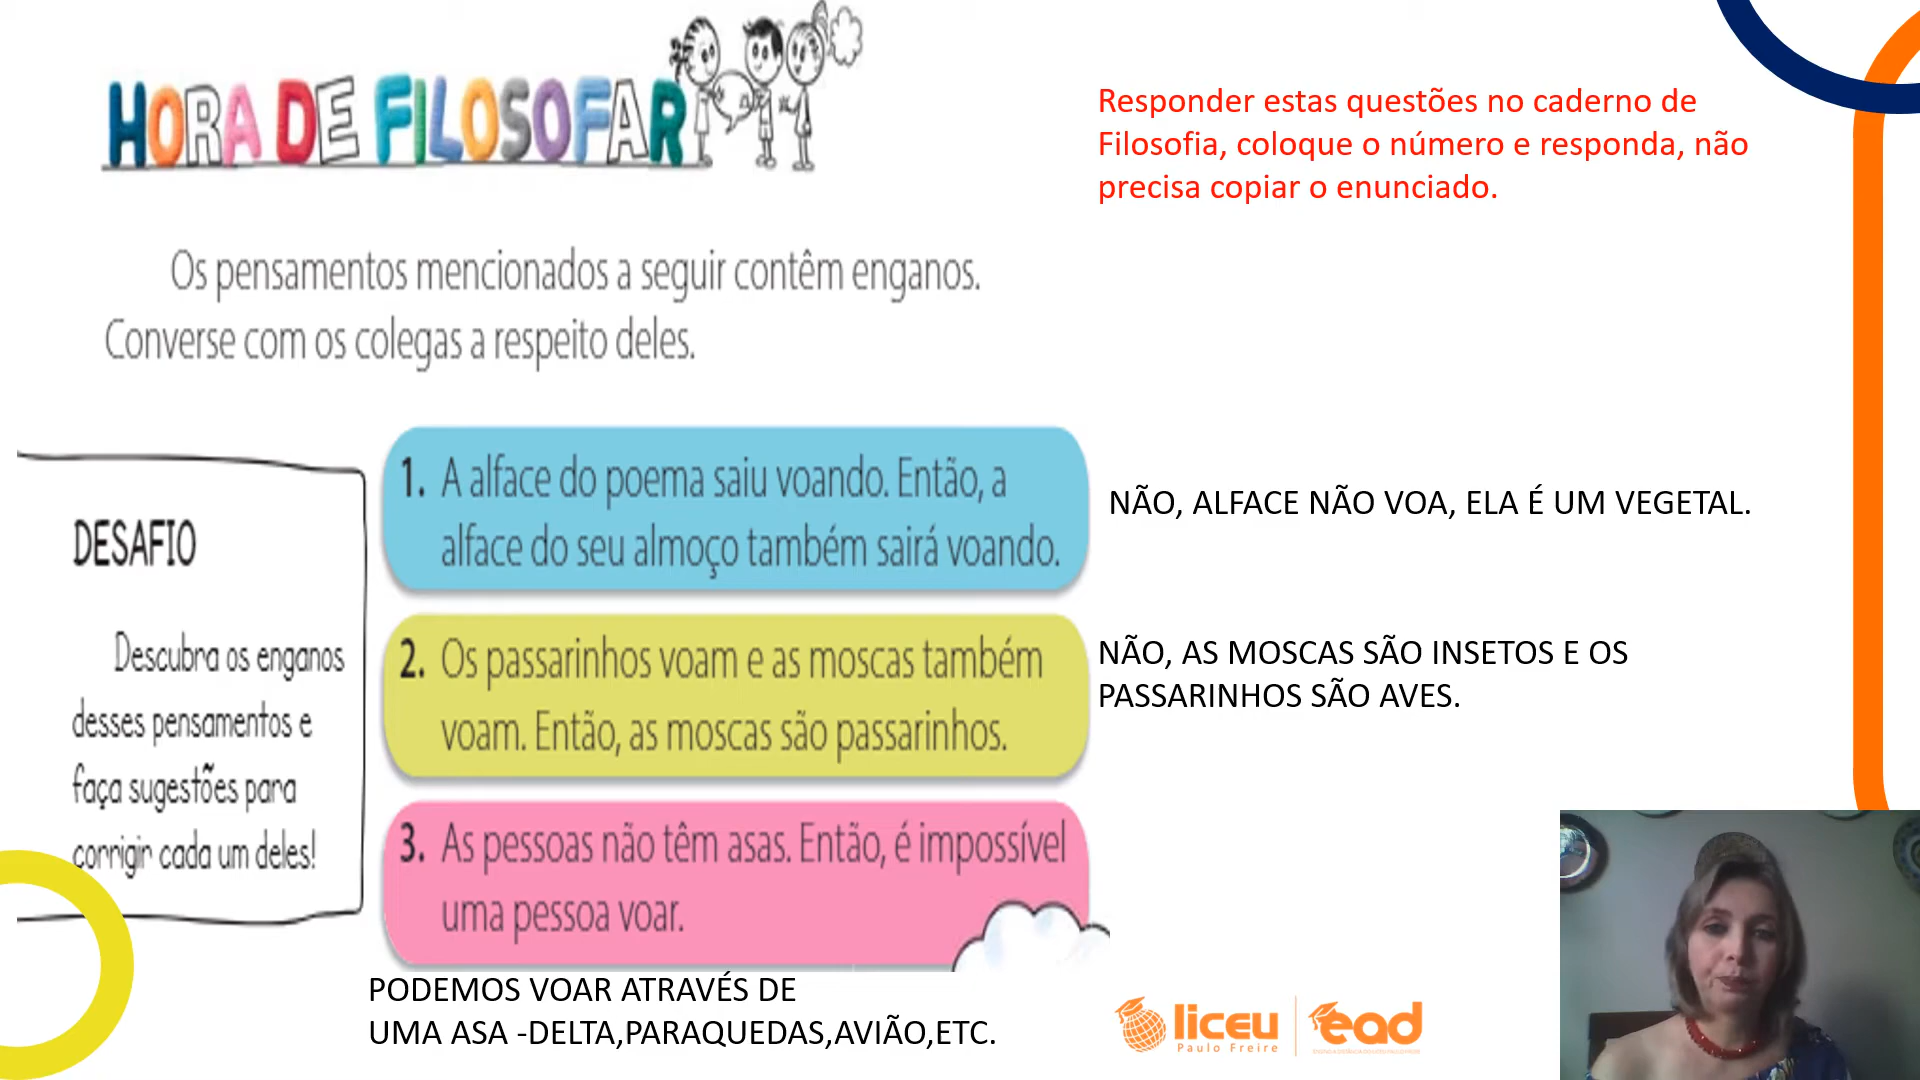 HORA DE FILOSOFAR
Responder estas questões no caderno de
Filosofia, coloque o número e responda, não
precisa copiar o enunciado.
Os pensamentos mencionados a seguir contêm enganos.
Converse com os colegas a respeito deles.
DESAFIO
Descubra os enganos
desses pensamentos e
faça sugestões para
corrigir cada um deles!
1. A alface do poema saiu voando. Então, a
alface do seu almoço também sairá voando.
NÃO, ALFACE NÃO VOA, ELA É UM VEGETAL.
2. Os passarinhos voam e as moscas também
voam. Então, as moscas são passarinhos.
NÃO, AS MOSCAS SÃO INSETOS E OS
PASSARINHOS SÃO AVES.
3. As pessoas não têm asas. Então, é impossível
uma pessoa voar.
PODEMOS VOAR ATRAVÉS DE
UMA ASA -DELTA,PARAQUEDAS,AVIÃO,ETC.
liceu
Paulo Freire
ead